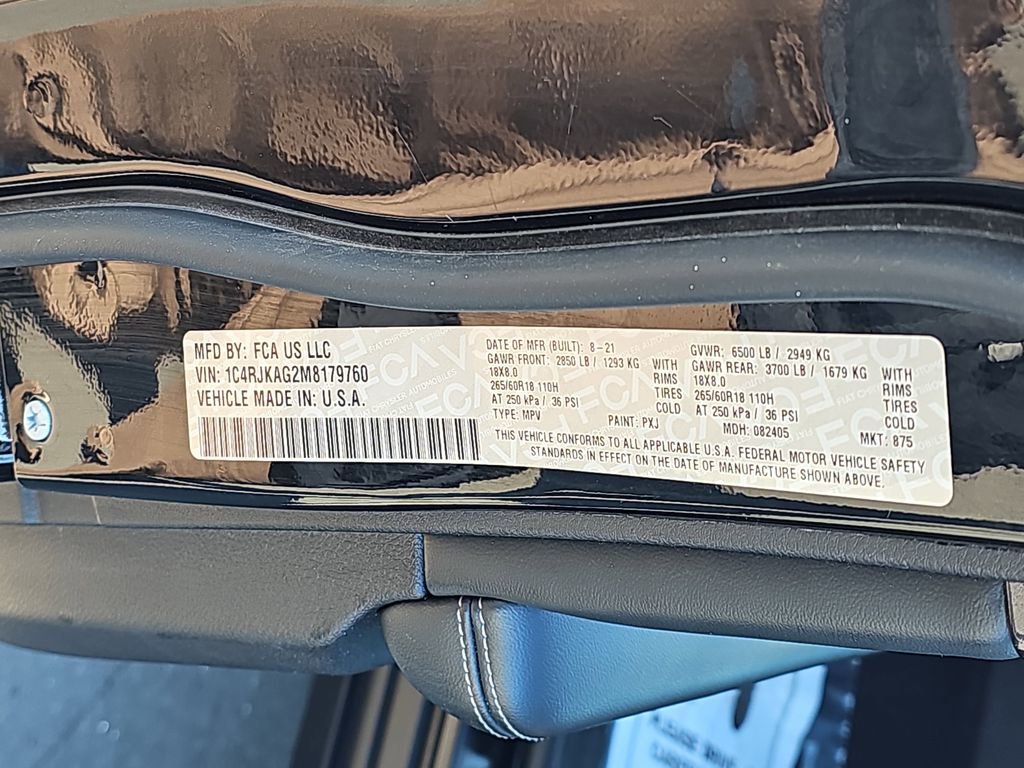 MFD BY: FCA US LLC
VIN: 1C4RJKAG2M8179760
VEHICLE MADE IN: U.S.A.
DATE OF MFR (BUILT): 8-21
GAWR FRONT: 2850 LB / 1293 KG WITH
18X8.0 RIMS
265/60R18 110H TIRES
AT 250 kPa / 36 PSI COLD
TYPE: MPV PAINT: PXJ
GVWR: 6500 LB / 2949 KG
GAWR REAR: 3700 LB / 1679 KG WITH
18X8.0 RIMS
265/60R18 110H TIRES
AT 250 kPa / 36 PSI COLD
MDH: 082405 MKT: 875
THIS VEHICLE CONFORMS TO ALL APPLICABLE U.S.A. FEDERAL MOTOR VEHICLE SAFETY
STANDARDS IN EFFECT ON THE DATE OF MANUFACTURE SHOWN ABOVE.
PLEASE